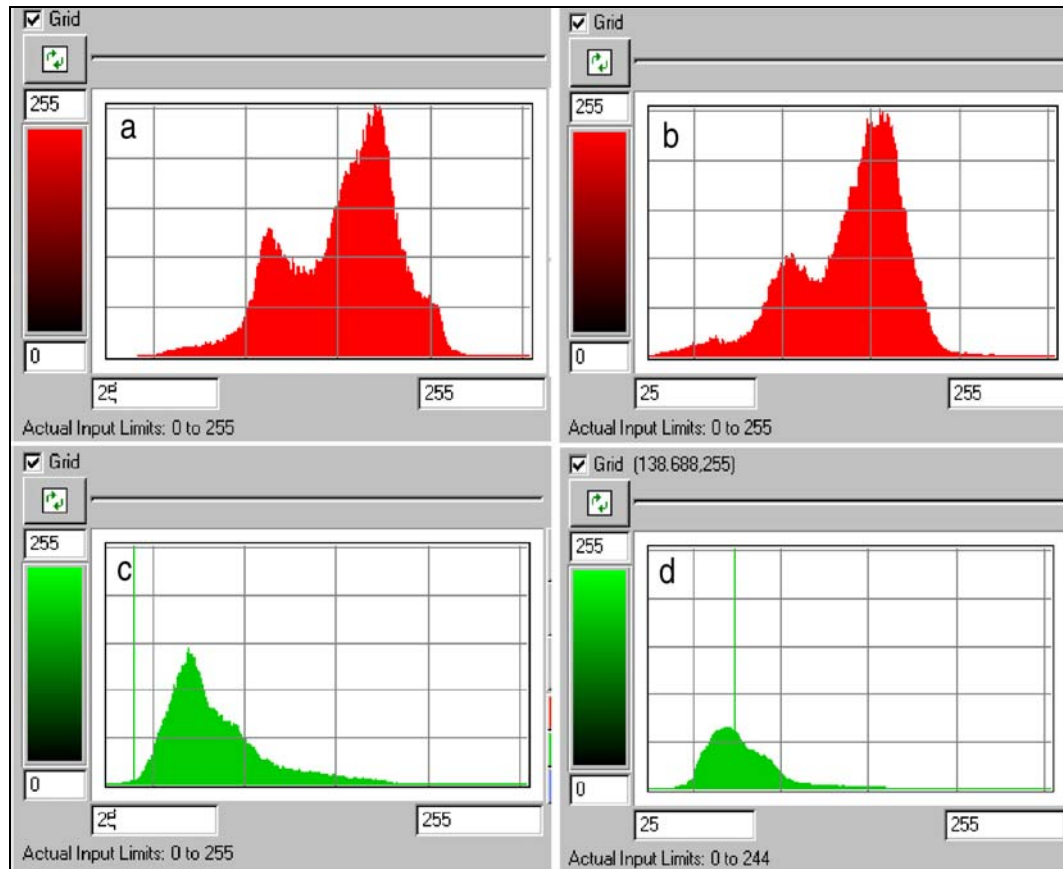 Grid
255
a
0
25
255
Actual Input Limits: 0 to 255
Grid
255
b
0
25
255
Actual Input Limits: 0 to 255
Grid
255
c
0
25
255
Actual Input Limits: 0 to 255
Grid (138.688,255)
255
d
0
25
255
Actual Input Limits: 0 to 244